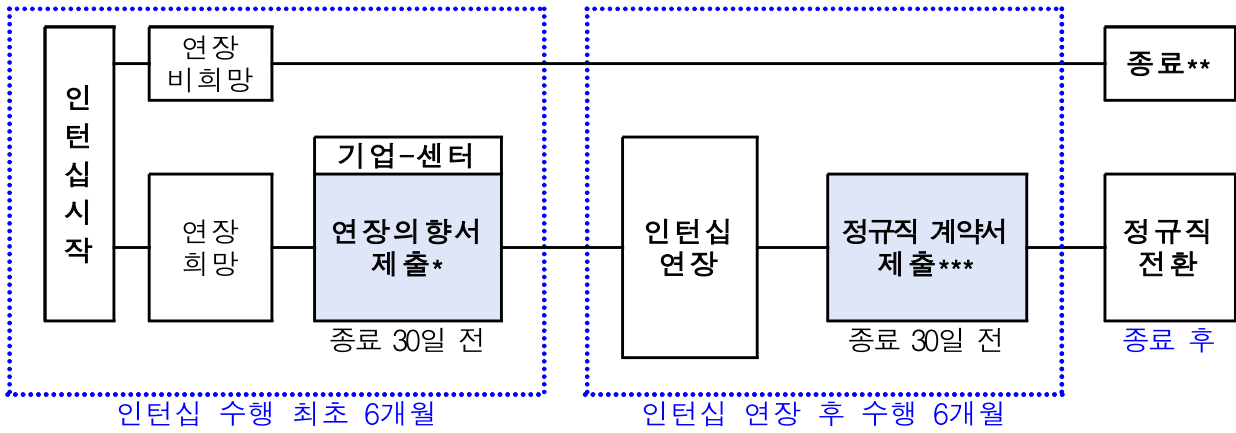 인턴십시작
연장
비희망
종료**
기업-센터
연장
희망
연장의향서
제출*
인턴십
연장
정규직 계약서
제출***
정규직
전환
종료 30일 전
종료 30일 전
종료 후
인턴십 수행 최초 6개월
인턴십 연장 후 수행 6개월